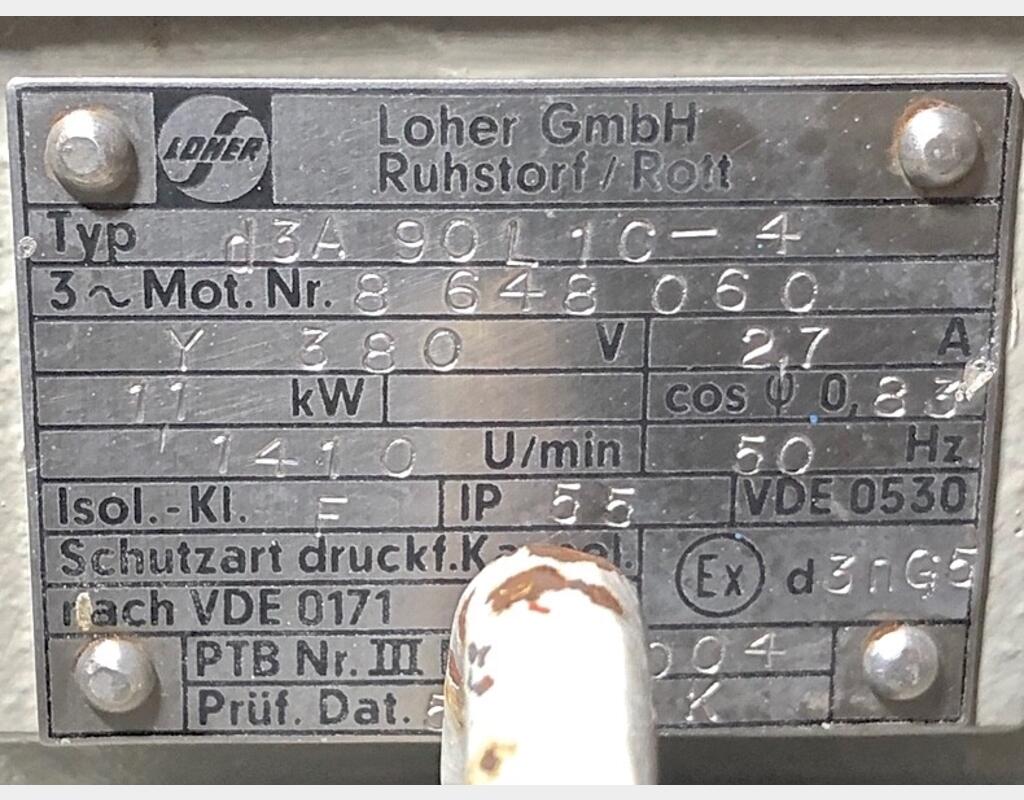 LOHER
Loher GmbH
Ruhstorf / Rott
Typ d3A 90L 1C-4
3~Mot. Nr. 8 648 060
Y 380 V 2,7 A
11 kW cos φ 0,83
1410 U/min 50 Hz
Isol.-Kl. F IP 55 VDE 0530
Schutzart druckf.
Ex d3nG5
nach VDE 0171
PTB Nr. III 004
Prüf. Dat. K